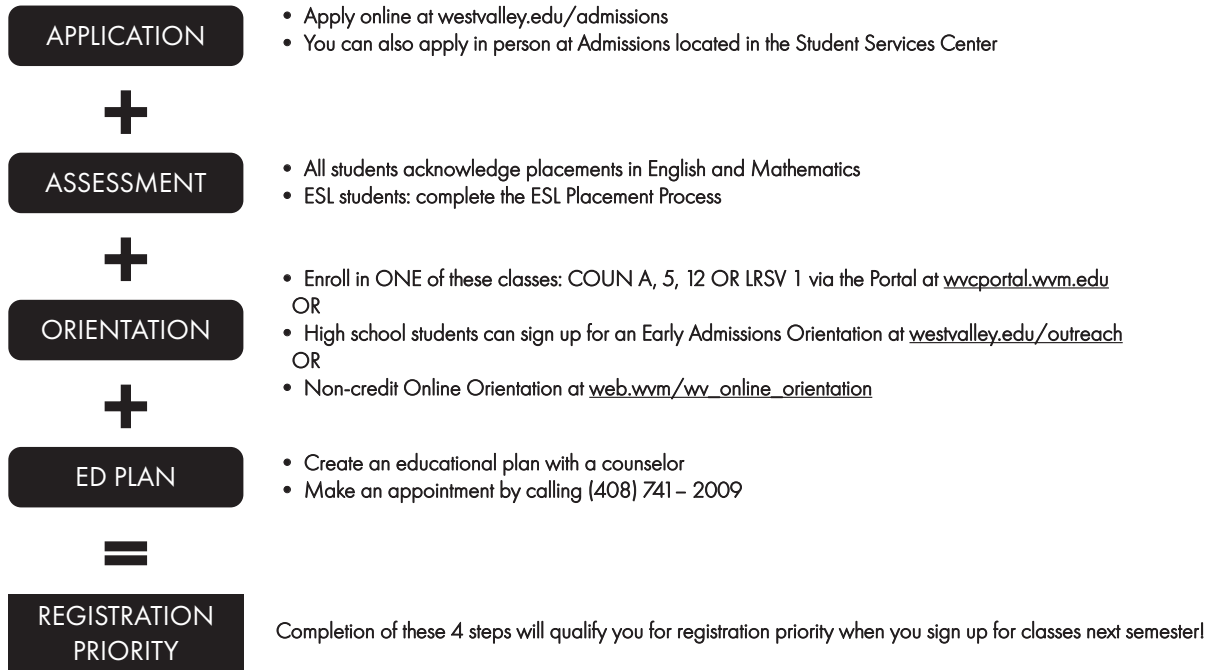 APPLICATION
• Apply online at westvalley.edu/admissions
• You can also apply in person at Admissions located in the Student Services Center
+
ASSESSMENT
• All students acknowledge placements in English and Mathematics
• ESL students: complete the ESL Placement Process
+
ORIENTATION
• Enroll in ONE of these classes: COUN A, 5, 12 OR LRSV 1 via the Portal at wvcportal.wvm.edu
OR
• High school students can sign up for an Early Admissions Orientation at westvalley.edu/outreach
OR
• Non-credit Online Orientation at web.wvm/wv_online_orientation
+
ED PLAN
• Create an educational plan with a counselor
• Make an appointment by calling (408) 741– 2009
=
REGISTRATION
PRIORITY
Completion of these 4 steps will qualify you for registration priority when you sign up for classes next semester!